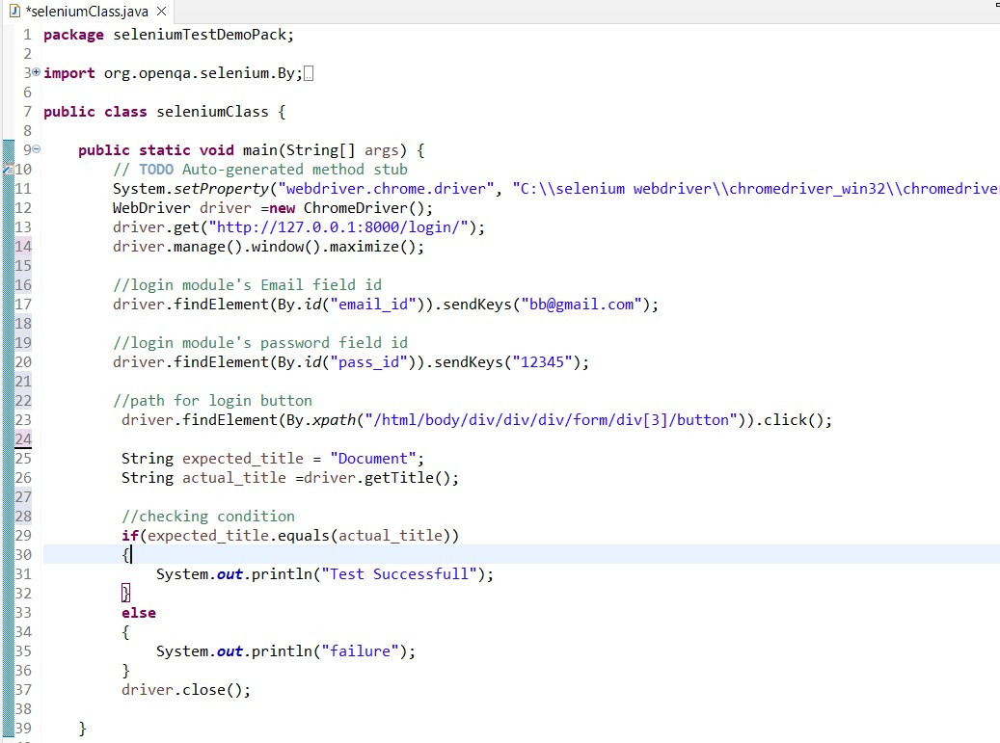 *seleniumClass.java
1 package seleniumTestDemoPack;
2
3 import org.openqa.selenium.By;
6
7 public class seleniumClass {
8
9 public static void main(String[] args) {
10 // TODO Auto-generated method stub
11 System.setProperty("webdriver.chrome.driver", "C:\\selenium webdriver\\chromedriver_win32\\chromedrive
12 WebDriver driver =new ChromeDriver();
13 driver.get("http://127.0.0.1:8000/login/");
14 driver.manage().window().maximize();
15
16 //login module's Email field id
17 driver.findElement(By.id("email_id")).sendKeys("bb@gmail.com");
18
19 //login module's password field id
20 driver.findElement(By.id("pass_id")).sendKeys("12345");
21
22 //path for login button
23 driver.findElement(By.xpath("/html/body/div/div/div/form/div[3]/button")).click();
24
25 String expected_title = "Document";
26 String actual_title =driver.getTitle();
27
28 //checking condition
29 if(expected_title.equals(actual_title))
30 {
31 System.out.println("Test Successfull");
32 }
33 else
34 {
35 System.out.println("failure");
36 }
37 driver.close();
38
39 }